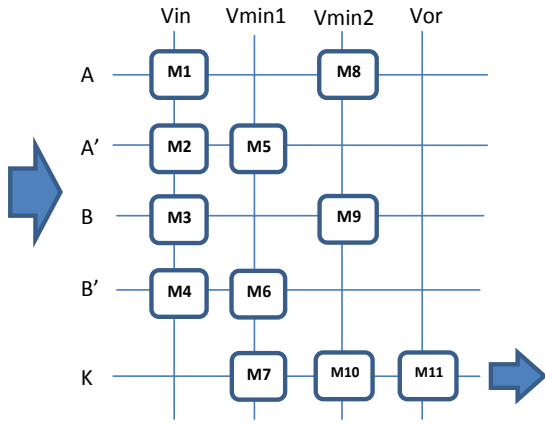 Vin Vmin1 Vmin2 Vor
A M1 M8
A’ M2 M5
B M3 M9
B’ M4 M6
K M7 M10 M11